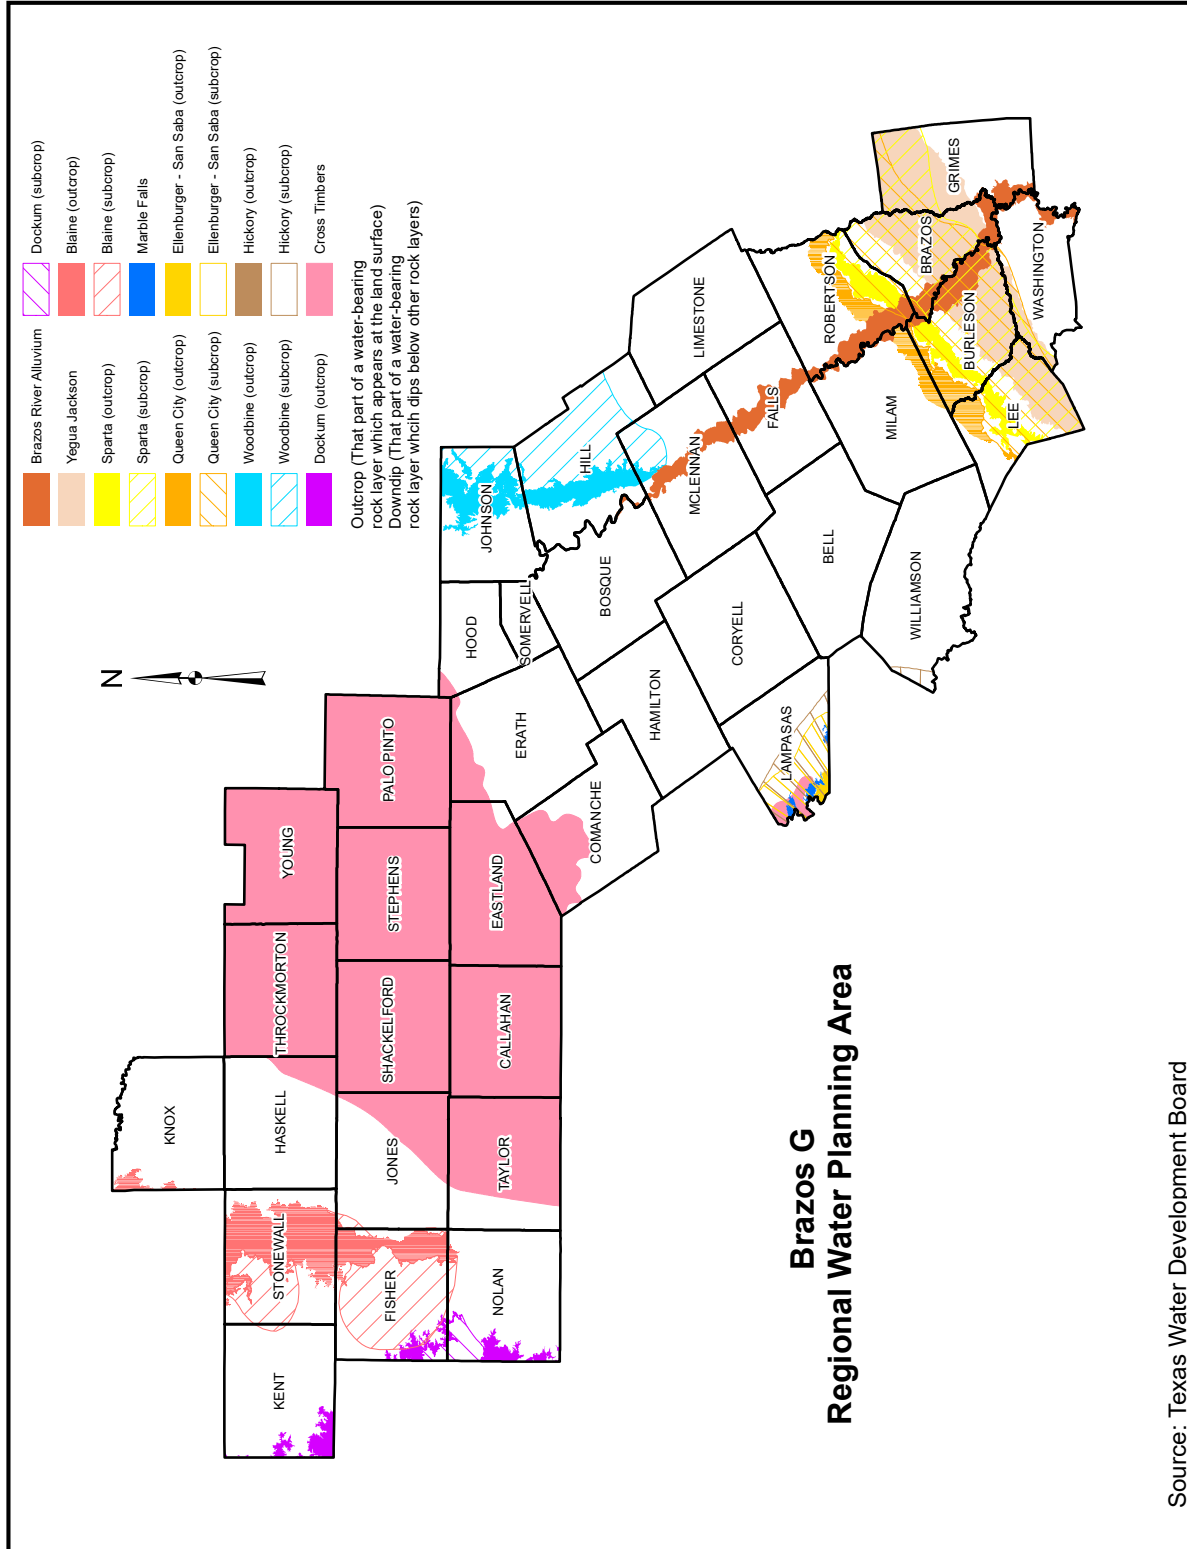 Brazos River Alluvium
Yegua Jackson
Sparta (outcrop)
Sparta (subcrop)
Queen City (outcrop)
Queen City (subcrop)
Woodbine (outcrop)
Woodbine (subcrop)
Dockum (outcrop)
Dockum (subcrop)
Blaine (outcrop)
Blaine (subcrop)
Marble Falls
Ellenburger - San Saba (outcrop)
Ellenburger - San Saba (subcrop)
Hickory (outcrop)
Hickory (subcrop)
Cross Timbers
Outcrop (That part of a water-bearing
rock layer which appears at the land surface)
Downdip (That part of a water-bearing
rock layer whcih dips below other rock layers)
N
KNOX
KENT
STONEWALL
HASKELL
THROCKMORTON
YOUNG
FISHER
JONES
SHACKELFORD
STEPHENS
PALO PINTO
NOLAN
TAYLOR
CALLAHAN
EASTLAND
ERATH
HOOD
JOHNSON
SOMERVELL
COMANCHE
BOSQUE
HILL
HAMILTON
MCLENNAN
LIMESTONE
CORYELL
FALLS
LAMPASAS
BELL
ROBERTSON
MILAM
WILLIAMSON
BRAZOS
GRIMES
BURLESON
LEE
WASHINGTON
Brazos G
Regional Water Planning Area
Source: Texas Water Development Board